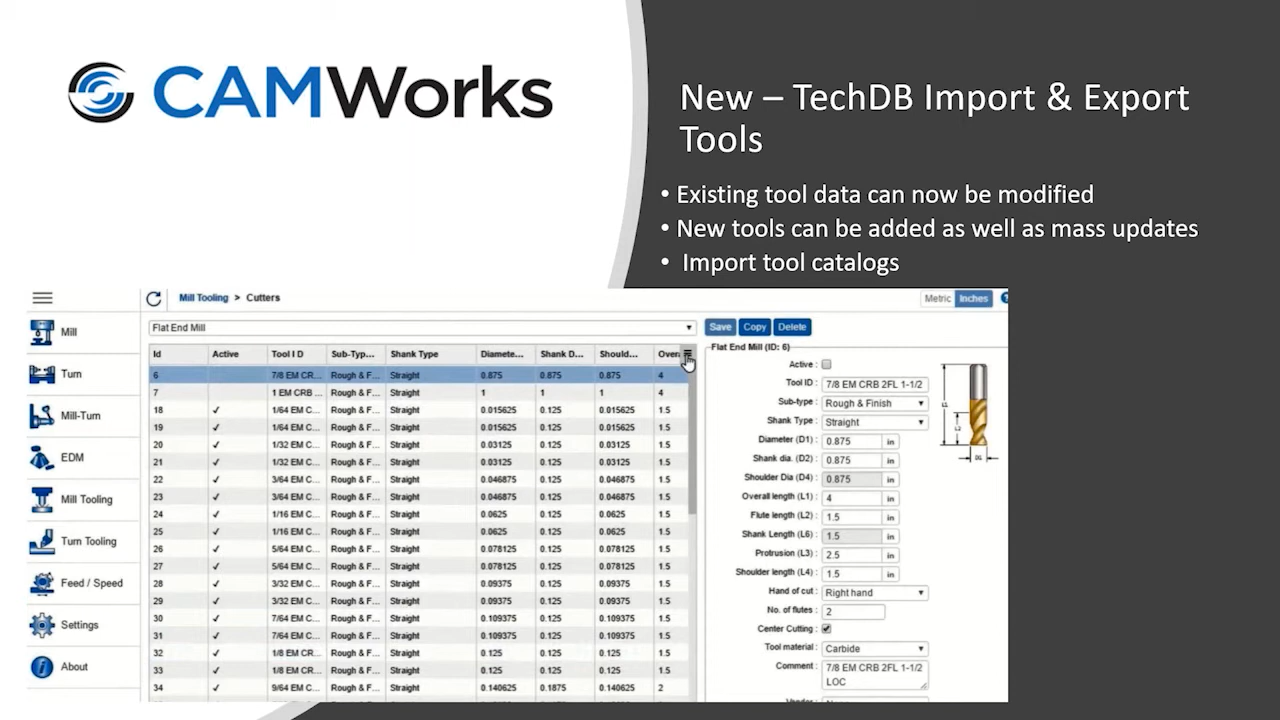 CAMWorks
New – TechDB Import & Export
Tools
• Existing tool data can now be modified
• New tools can be added as well as mass updates
• Import tool catalogs
Mill Tooling > Cutters
Metric Inches ?
Mill
Turn
Mill-Turn
EDM
Mill Tooling
Turn Tooling
Feed / Speed
Settings
About
Flat End Mill
Id Active Tool I D Sub-Typ... Shank Type Diamete... Shank D... Should... Over
6 7/8 EM CR... Rough & F... Straight 0.875 0.875 0.875 4
7 1 EM CRB ... Rough & F... Straight 1 1 1 4
18 ✓ 1/64 EM C... Rough & F... Straight 0.015625 0.125 0.015625 1.5
19 ✓ 1/64 EM C... Rough & F... Straight 0.015625 0.125 0.015625 1.5
20 ✓ 1/32 EM C... Rough & F... Straight 0.03125 0.125 0.03125 1.5
21 ✓ 1/32 EM C... Rough & F... Straight 0.03125 0.125 0.03125 1.5
22 ✓ 3/64 EM C... Rough & F... Straight 0.046875 0.125 0.046875 1.5
23 ✓ 3/64 EM C... Rough & F... Straight 0.046875 0.125 0.046875 1.5
24 ✓ 1/16 EM C... Rough & F... Straight 0.0625 0.125 0.0625 1.5
25 ✓ 1/16 EM C... Rough & F... Straight 0.0625 0.125 0.0625 1.5
26 ✓ 5/64 EM C... Rough & F... Straight 0.078125 0.125 0.078125 1.5
27 ✓ 5/64 EM C... Rough & F... Straight 0.078125 0.125 0.078125 1.5
28 ✓ 3/32 EM C... Rough & F... Straight 0.09375 0.125 0.09375 1.5
29 ✓ 3/32 EM C... Rough & F... Straight 0.09375 0.125 0.09375 1.5
30 ✓ 7/64 EM C... Rough & F... Straight 0.109375 0.125 0.109375 1.5
31 ✓ 7/64 EM C... Rough & F... Straight 0.109375 0.125 0.109375 1.5
32 ✓ 1/8 EM CR... Rough & F... Straight 0.125 0.125 0.125 1.5
33 ✓ 1/8 EM CR... Rough & F... Straight 0.125 0.125 0.125 1.5
34 ✓ 9/64 EM C... Rough & F... Straight 0.140625 0.1875 0.140625 2
Save Copy Delete
Flat End Mill (ID: 6)
Active :
Tool ID : 7/8 EM CRB 2FL 1-1/2
Sub-type : Rough & Finish
Shank Type : Straight
Diameter (D1) : 0.875 in
Shank dia. (D2) : 0.875 in
Shoulder Dia (D4) : 0.875 in
Overall length (L1) : 4 in
Flute length (L2) : 1.5 in
Shank Length (L6) : 1.5 in
Protrusion (L3) : 2.5 in
Shoulder length (L4) : 1.5 in
Hand of cut : Right hand
No. of flutes : 2
Center Cutting : ✓
Tool material : Carbide
Comment : 7/8 EM CRB 2FL 1-1/2
LOC